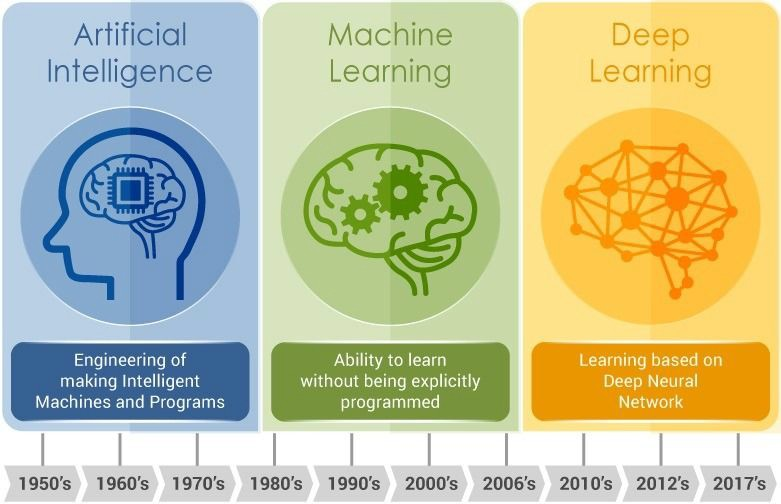 Artificial
Intelligence
Engineering of
making Intelligent
Machines and Programs
Machine
Learning
Ability to learn
without being explicitly
programmed
Deep
Learning
Learning based on
Deep Neural
Network
1950's 1960's 1970's 1980's 1990's 2000's 2006's 2010's 2012's 2017's